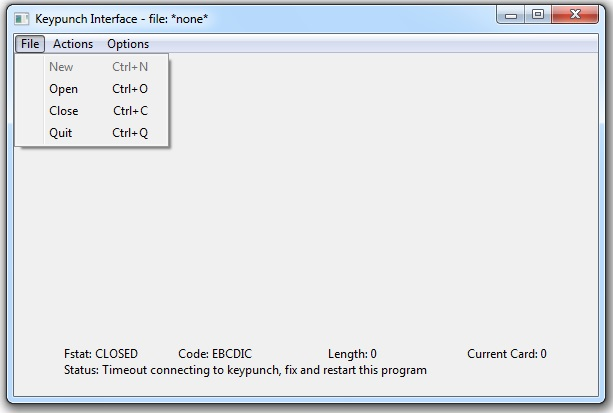 Keypunch Interface - file: *none*
File Actions Options
New Ctrl+N
Open Ctrl+O
Close Ctrl+C
Quit Ctrl+Q
Fstat: CLOSED Code: EBCDIC Length: 0 Current Card: 0
Status: Timeout connecting to keypunch, fix and restart this program